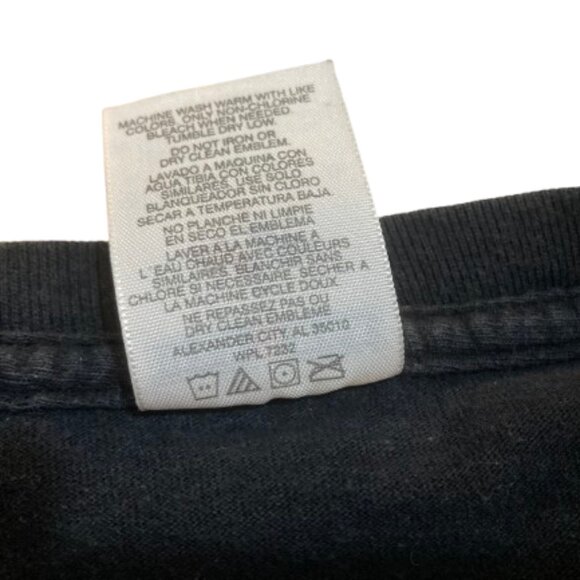 MACHINE WASH WARM WITH LIKE
COLORS, ONLY NON-CHLORINE
BLEACH WHEN NEEDED
TUMBLE DRY LOW.
DO NOT IRON OR
DRY CLEAN EMBLEM.
LAVADO A MAQUINA CON
AGUA TIBIA CON COLORES
SIMILARES, USE SOLO
BLANQUEADOR SIN CLORO
SECAR A TEMPERATURA BAJA.
NO PLANCHE NI LIMPIE
EN SECO EL EMBLEM.
LAVER A LA MACHINE A
L'EAU CHAUD AVEC COULEURS
SIMILAIRES, BLANCHIR SANS
CHLORE SI NECESSAIRE, SECHER A
LA MACHINE CYCLE DOUX
NE REPASSEZ PAS OU
DRY CLEAN EMBLEME
ALEXANDER CITY, AL 35010
WPL 7232